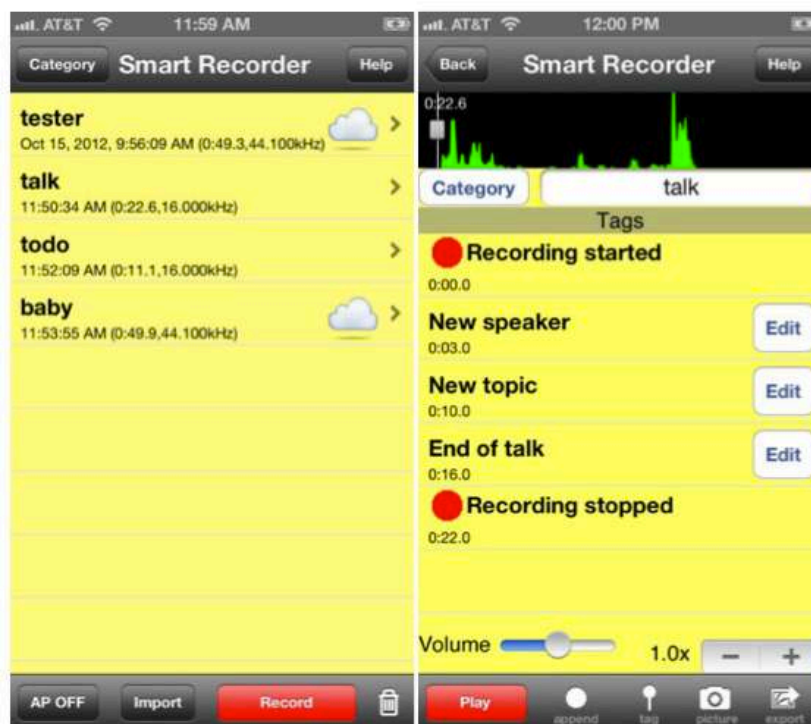 AT&T 11:59 AM
Category Smart Recorder Help
tester
Oct 15, 2012, 9:56:09 AM (0:49.3,44.100kHz)
talk
11:50:34 AM (0:22.6,16.000kHz)
todo
11:52:09 AM (0:11.1,16.000kHz)
baby
11:53:55 AM (0:49.9,44.100kHz)
AP OFF Import Record
AT&T 12:00 PM
Back Smart Recorder Help
0:22.6
Category talk
Tags
Recording started
0:00.0
New speaker Edit
0:03.0
New topic Edit
0:10.0
End of talk Edit
0:16.0
Recording stopped
0:22.0
Volume 1.0x - +
Play append tag picture export